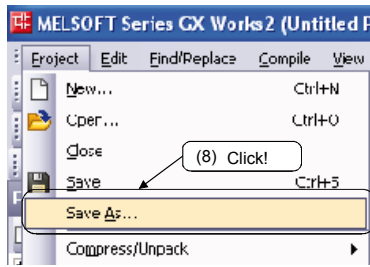 MELSOFT Series GX Works2 (Untitled P
Project Edit Find/Replace Compile View
New... Ctrl+N
Open... Ctrl+O
Close
(8) Click!
Save Ctrl+S
Save As...
Compress/Unpack